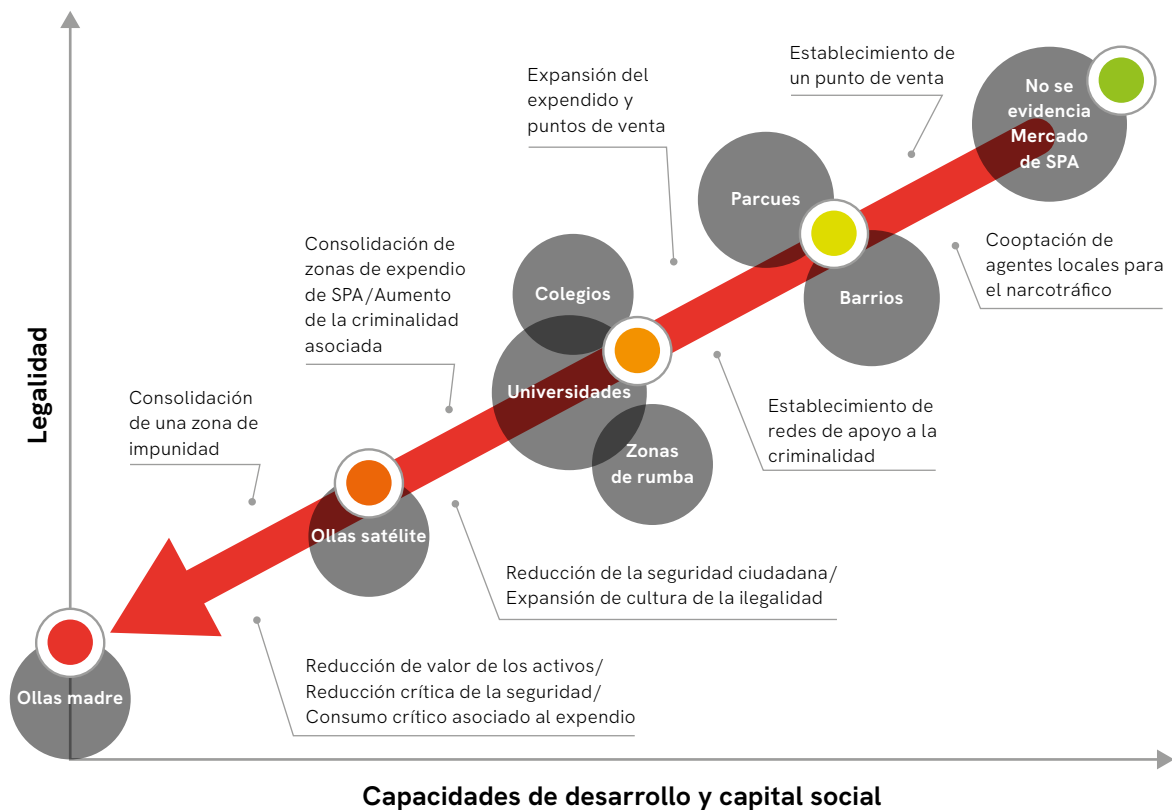 Establecimiento de
un punto de venta
Expansión del
expendido y
puntos de venta
No se
evidencia
Mercado
de SPA
Parcues
Consolidación de
zonas de expendio
de SPA/Aumento
de la criminalidad
asociada
Cooptación de
agentes locales para
el narcotráfico
Colegios
Barrios
Legalidad
Consolidación
de una zona de
impunidad
Universidades
Establecimiento de
redes de apoyo a la
criminalidad
Zonas
de rumba
Ollas satélite
Reducción de la seguridad ciudadana/
Expansión de cultura de la ilegalidad
Reducción de valor de los activos/
Reducción crítica de la seguridad/
Consumo crítico asociado al expendio
Ollas madre
Capacidades de desarrollo y capital social